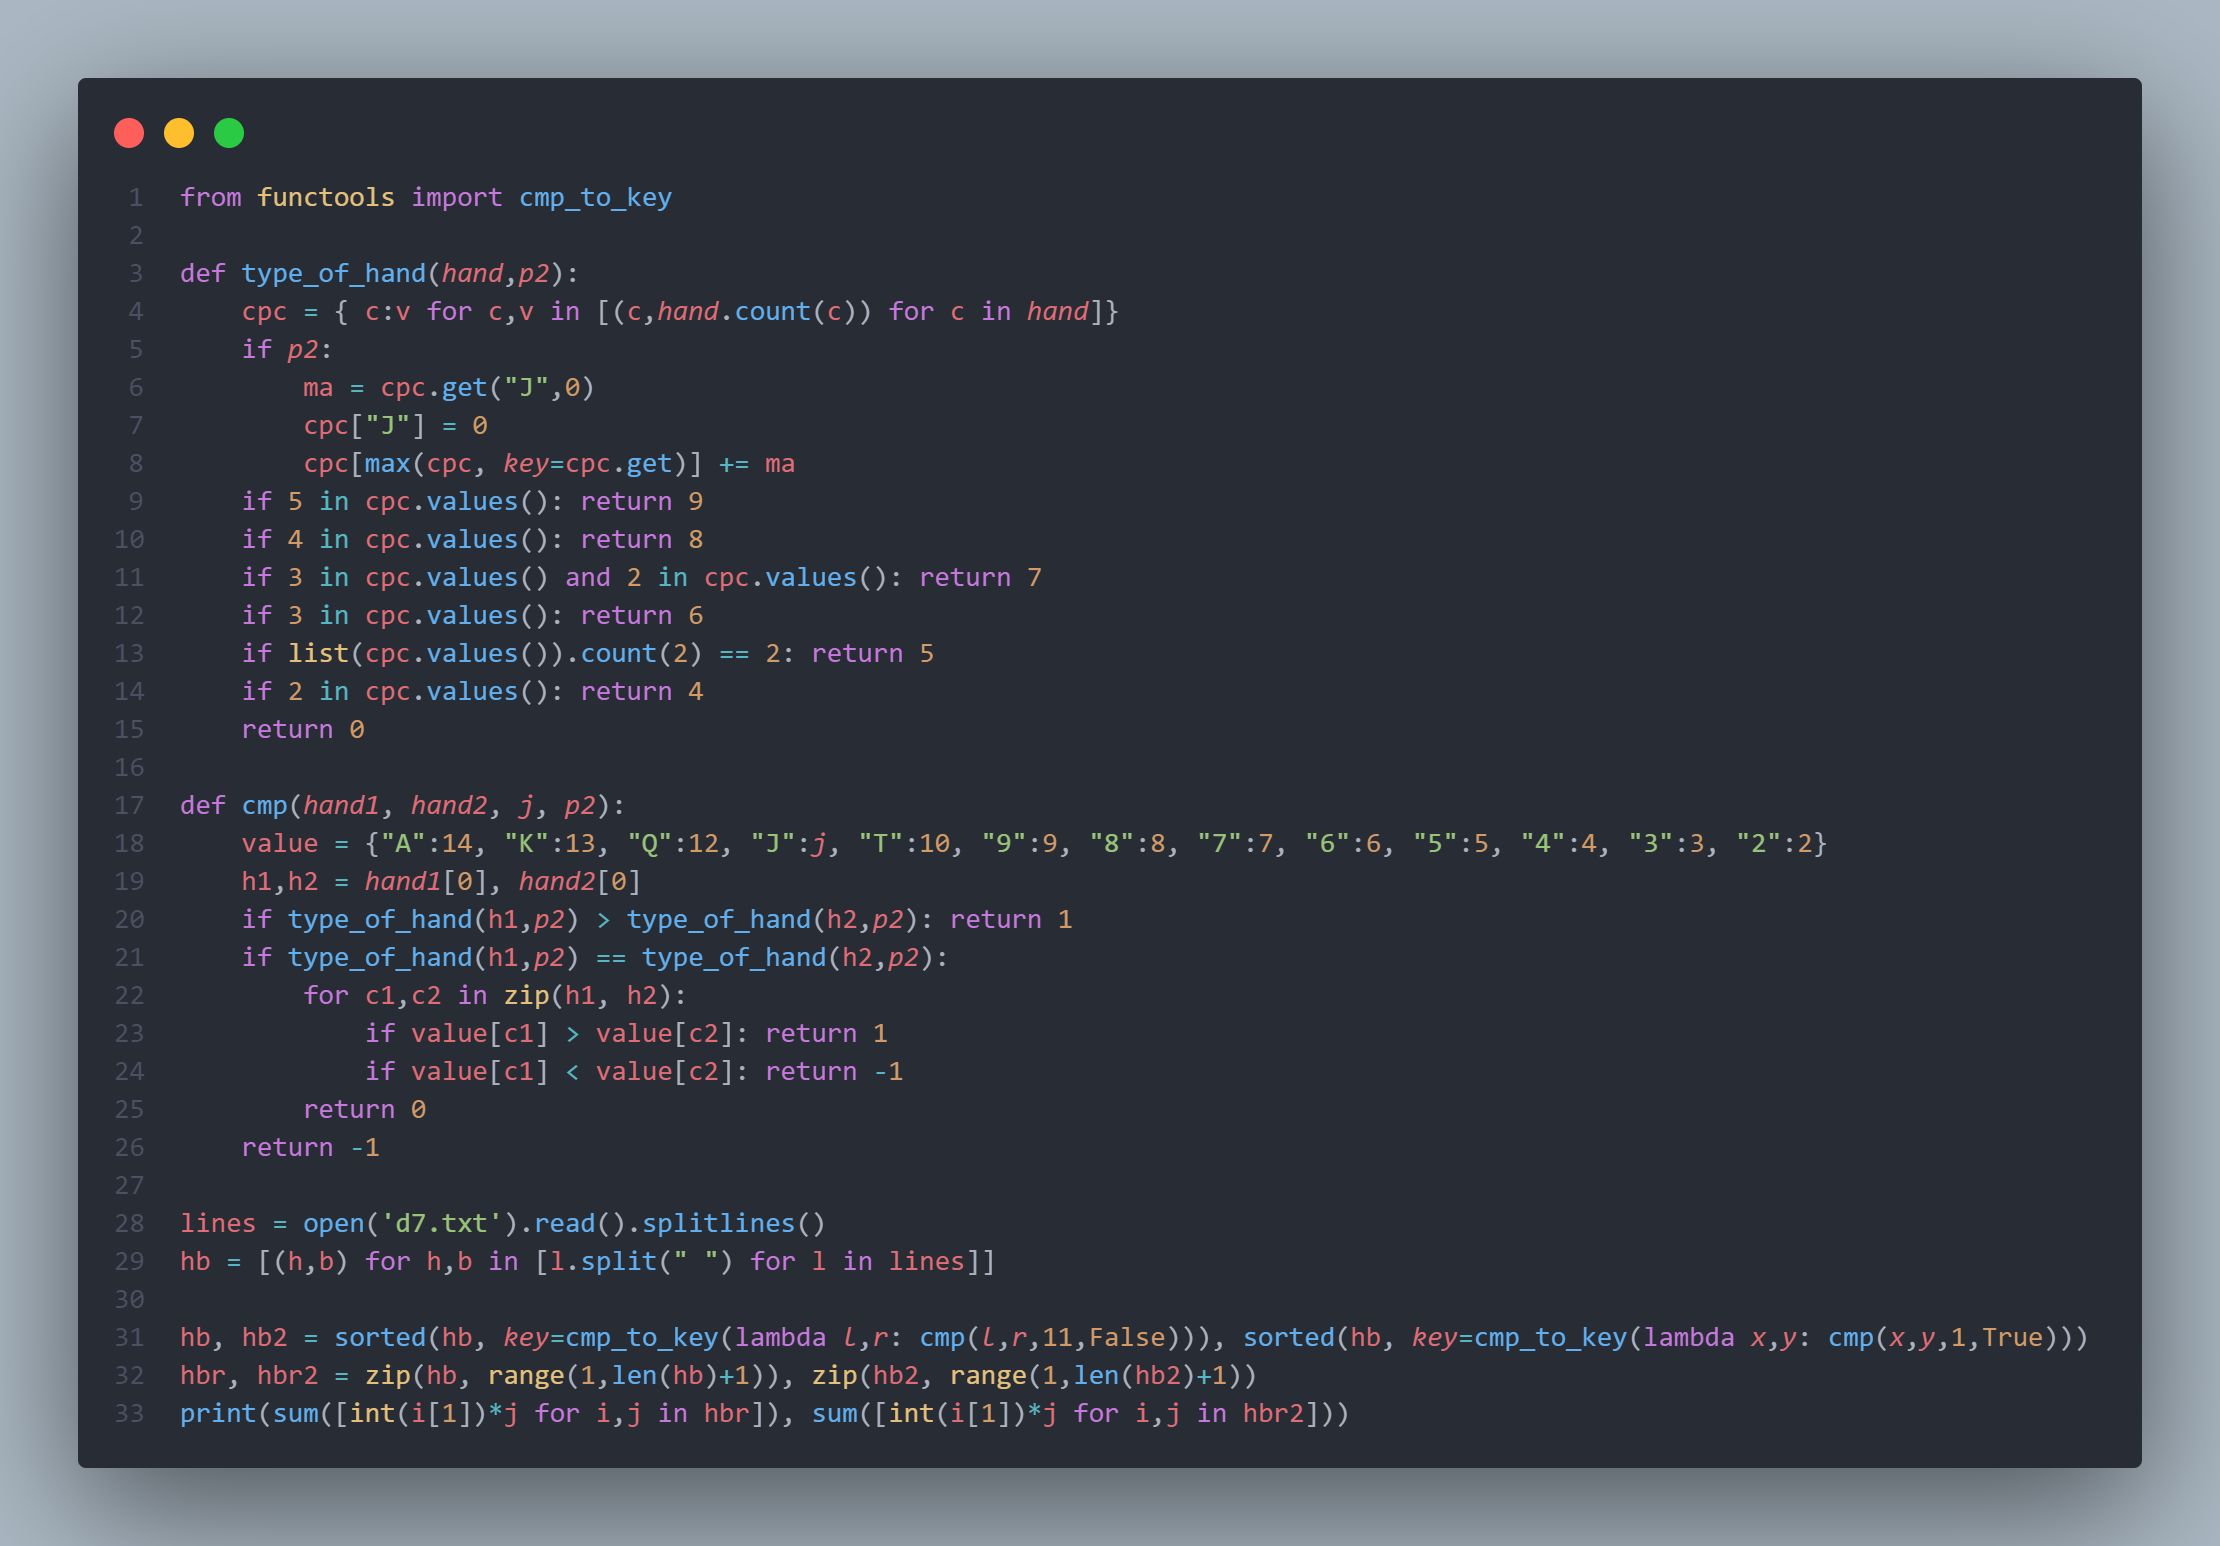 1 from functools import cmp_to_key
2
3 def type_of_hand(hand,p2):
4     cpc = { c:v for c,v in [(c,hand.count(c)) for c in hand]}
5     if p2:
6         ma = cpc.get("J",0)
7         cpc["J"] = 0
8         cpc[max(cpc, key=cpc.get)] += ma
9     if 5 in cpc.values(): return 9
10     if 4 in cpc.values(): return 8
11     if 3 in cpc.values() and 2 in cpc.values(): return 7
12     if 3 in cpc.values(): return 6
13     if list(cpc.values()).count(2) == 2: return 5
14     if 2 in cpc.values(): return 4
15     return 0
16
17 def cmp(hand1, hand2, j, p2):
18     value = {"A":14, "K":13, "Q":12, "J":j, "T":10, "9":9, "8":8, "7":7, "6":6, "5":5, "4":4, "3":3, "2":2}
19     h1,h2 = hand1[0], hand2[0]
20     if type_of_hand(h1,p2) > type_of_hand(h2,p2): return 1
21     if type_of_hand(h1,p2) == type_of_hand(h2,p2):
22         for c1,c2 in zip(h1, h2):
23             if value[c1] > value[c2]: return 1
24             if value[c1] < value[c2]: return -1
25         return 0
26     return -1
27
28 lines = open('d7.txt').read().splitlines()
29 hb = [(h,b) for h,b in [l.split(" ") for l in lines]]
30
31 hb, hb2 = sorted(hb, key=cmp_to_key(lambda l,r: cmp(l,r,11,False))), sorted(hb, key=cmp_to_key(lambda x,y: cmp(x,y,1,True)))
32 hbr, hbr2 = zip(hb, range(1,len(hb)+1)), zip(hb2, range(1,len(hb2)+1))
33 print(sum([int(i[1])*j for i,j in hbr]), sum([int(i[1])*j for i,j in hbr2]))